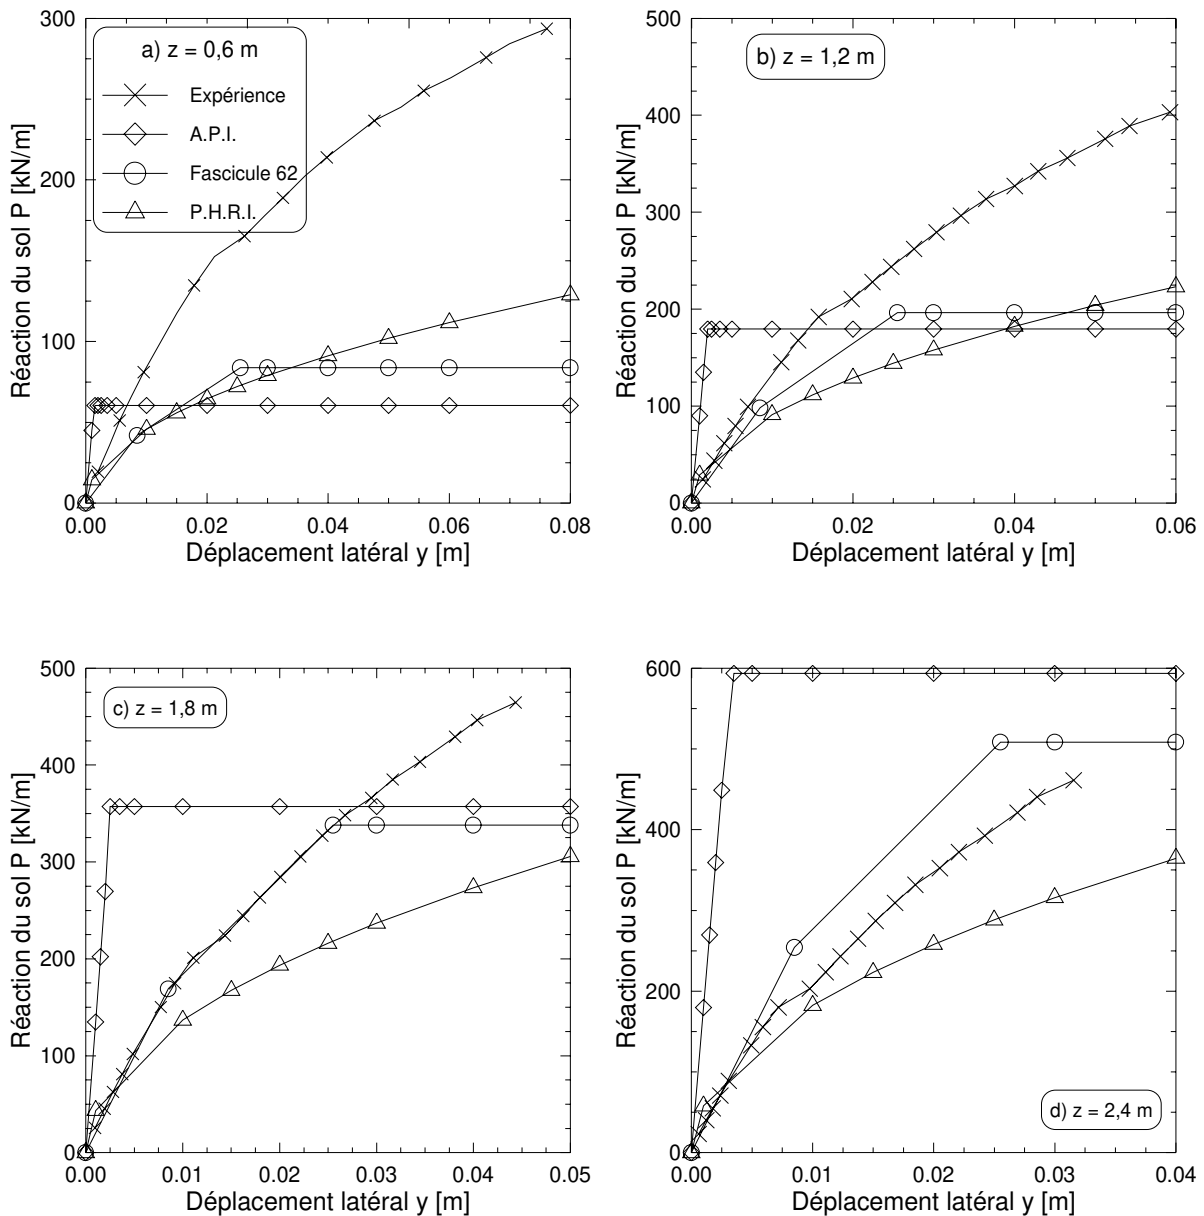 a) z = 0,6 m
Expérience
A.P.I.
Fascicule 62
P.H.R.I.
300
200
100
0
Réaction du sol P [kN/m]
0.00 0.02 0.04 0.06 0.08
Déplacement latéral y [m]
b) z = 1,2 m
500
400
300
200
100
0
Réaction du sol P [kN/m]
0.00 0.02 0.04 0.06
Déplacement latéral y [m]
c) z = 1,8 m
500
400
300
200
100
0
Réaction du sol P [kN/m]
0.00 0.01 0.02 0.03 0.04 0.05
Déplacement latéral y [m]
600
400
200
0
Réaction du sol P [kN/m]
d) z = 2,4 m
0.00 0.01 0.02 0.03 0.04
Déplacement latéral y [m]